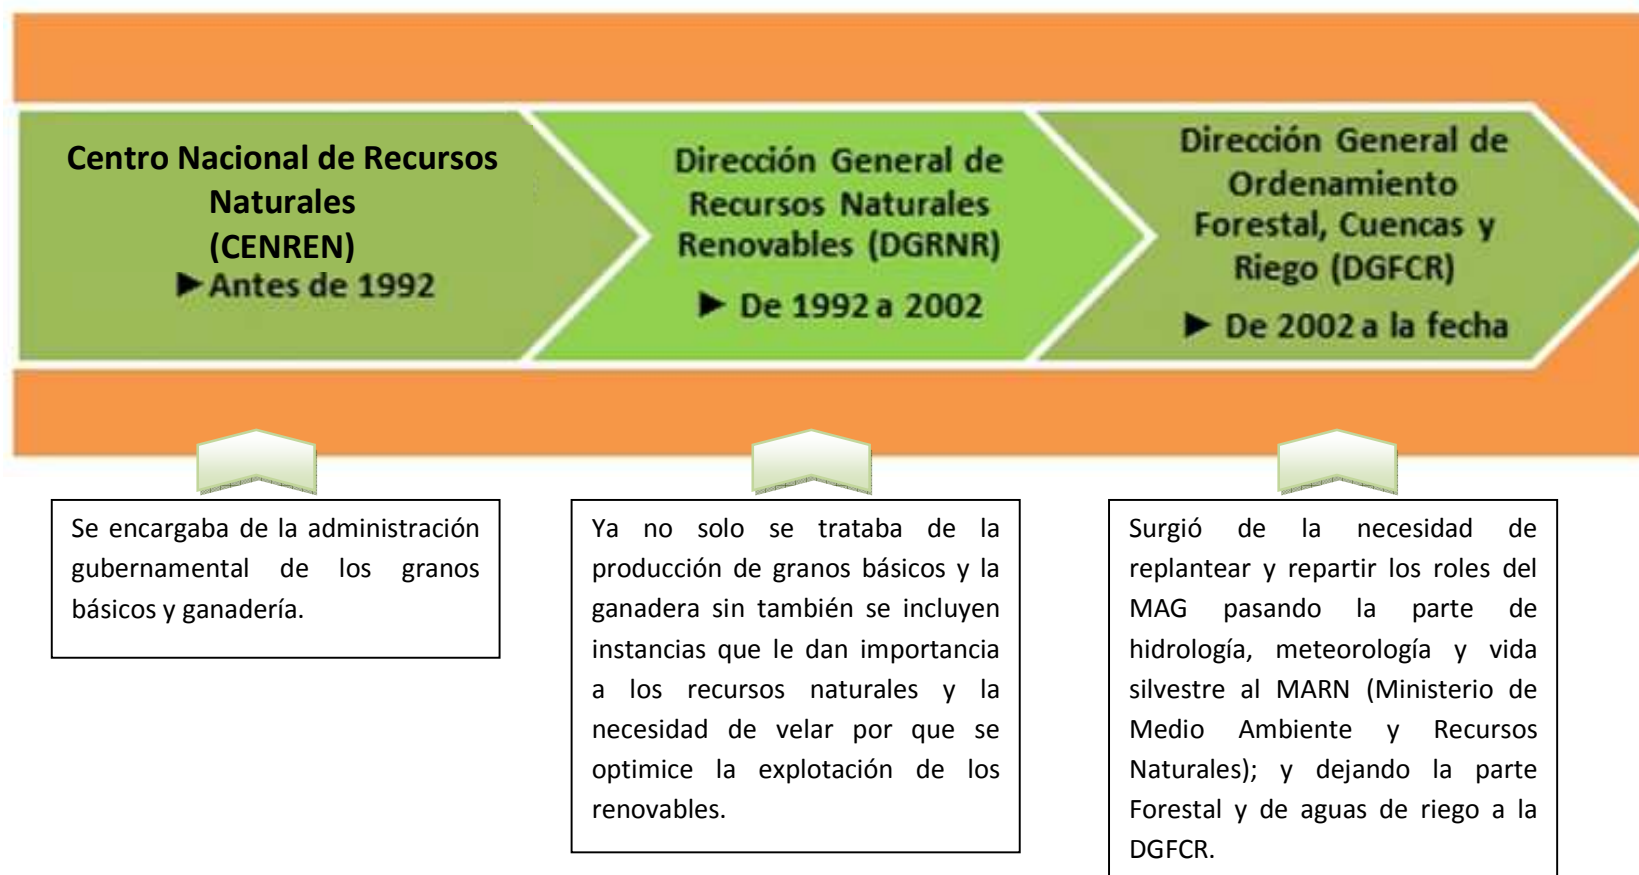 Centro Nacional de Recursos
Naturales
(CENREN)
►Antes de 1992
Dirección General de
Recursos Naturales
Renovables (DGRNR)
► De 1992 a 2002
Dirección General de
Ordenamiento
Forestal, Cuencas y
Riego (DGFCR)
► De 2002 a la fecha
Se encargaba de la administración
gubernamental de los granos
básicos y ganadería.
Ya no solo se trataba de la
producción de granos básicos y la
ganadera sin también se incluyen
instancias que le dan importancia
a los recursos naturales y la
necesidad de velar por que se
optimice la explotación de los
renovables.
Surgió de la necesidad de
replantear y repartir los roles del
MAG pasando la parte de
hidrología, meteorología y vida
silvestre al MARN (Ministerio de
Medio Ambiente y Recursos
Naturales); y dejando la parte
Forestal y de aguas de riego a la
DGFCR.